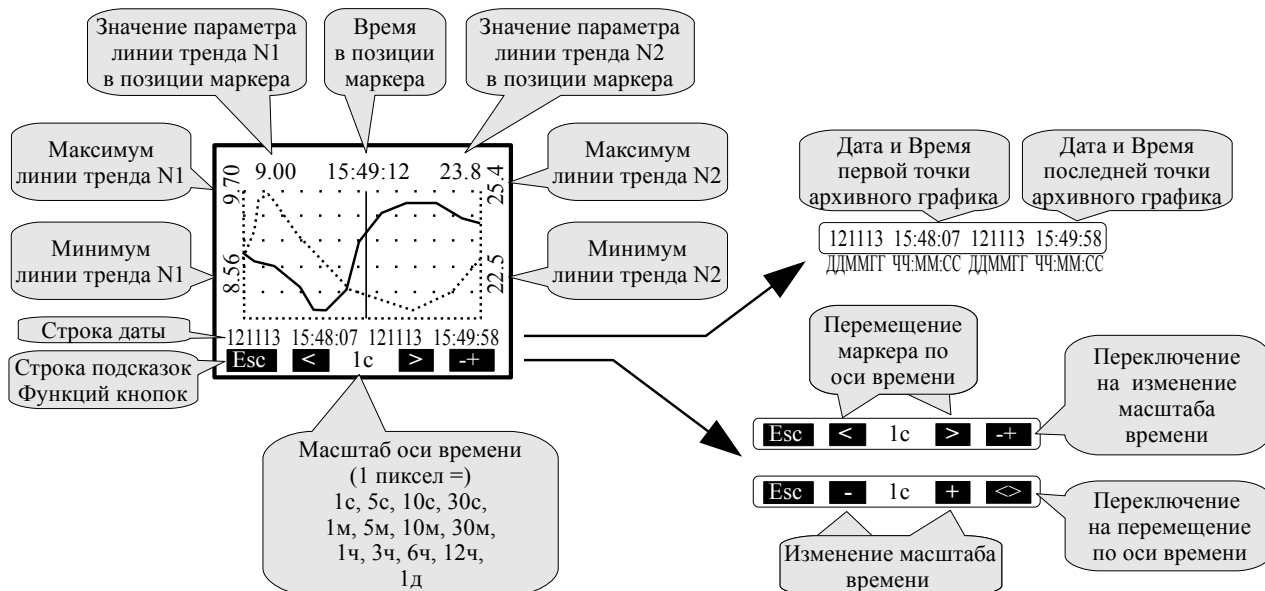 Значение параметра
линии тренда N1
в позиции маркера
Время
в позиции
маркера
Значение параметра
линии тренда N2
в позиции маркера
Максимум
линии тренда N1
Минимум
линии тренда N1
Строка даты
Строка подсказок
Функций кнопок
9.70
8.56
9.00 15:49:12 23.8
25.4
22.5
121113 15:48:07 121113 15:49:58
Esc < 1с > -+
Максимум
линии тренда N2
Минимум
линии тренда N2
Масштаб оси времени
(1 пиксел =)
1с, 5с, 10с, 30с,
1м, 5м, 10м, 30м,
1ч, 3ч, 6ч, 12ч,
1д
Дата и Время
первой точки
архивного графика
Дата и Время
последней точки
архивного графика
121113 15:48:07 121113 15:49:58
ДДММГГ ЧЧ:ММ:СС ДДММГГ ЧЧ:ММ:СС
Перемещение
маркера по
оси времени
Esc < 1с > -+
Переключение
на изменение
масштаба
времени
Esc - 1с + <>
Изменение масштаба
времени
Переключение
на перемещение
по оси времени